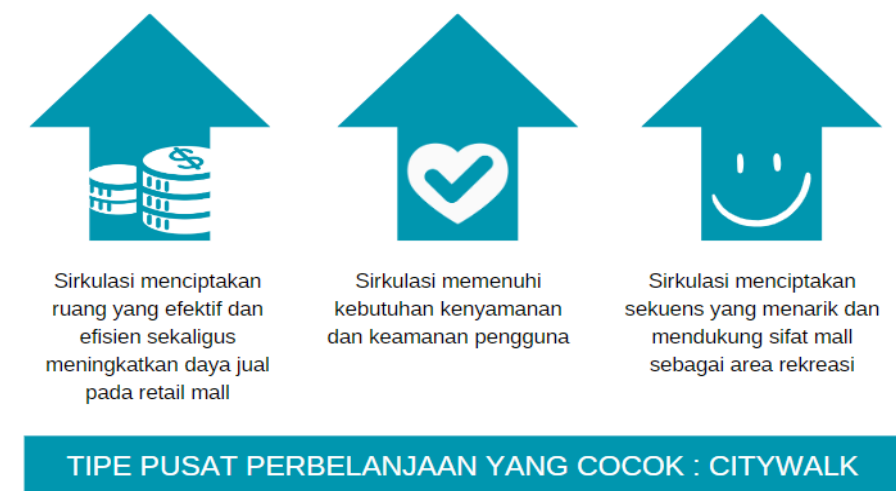 $
Sirkulasi menciptakan
ruang yang efektif dan
efisien sekaligus
meningkatkan daya jual
pada retail mall
Sirkulasi memenuhi
kebutuhan kenyamanan
dan keamanan pengguna
Sirkulasi menciptakan
sekuens yang menarik dan
mendukung sifat mall
sebagai area rekreasi
TIPE PUSAT PERBELANJAAN YANG COCOK : CITYWALK